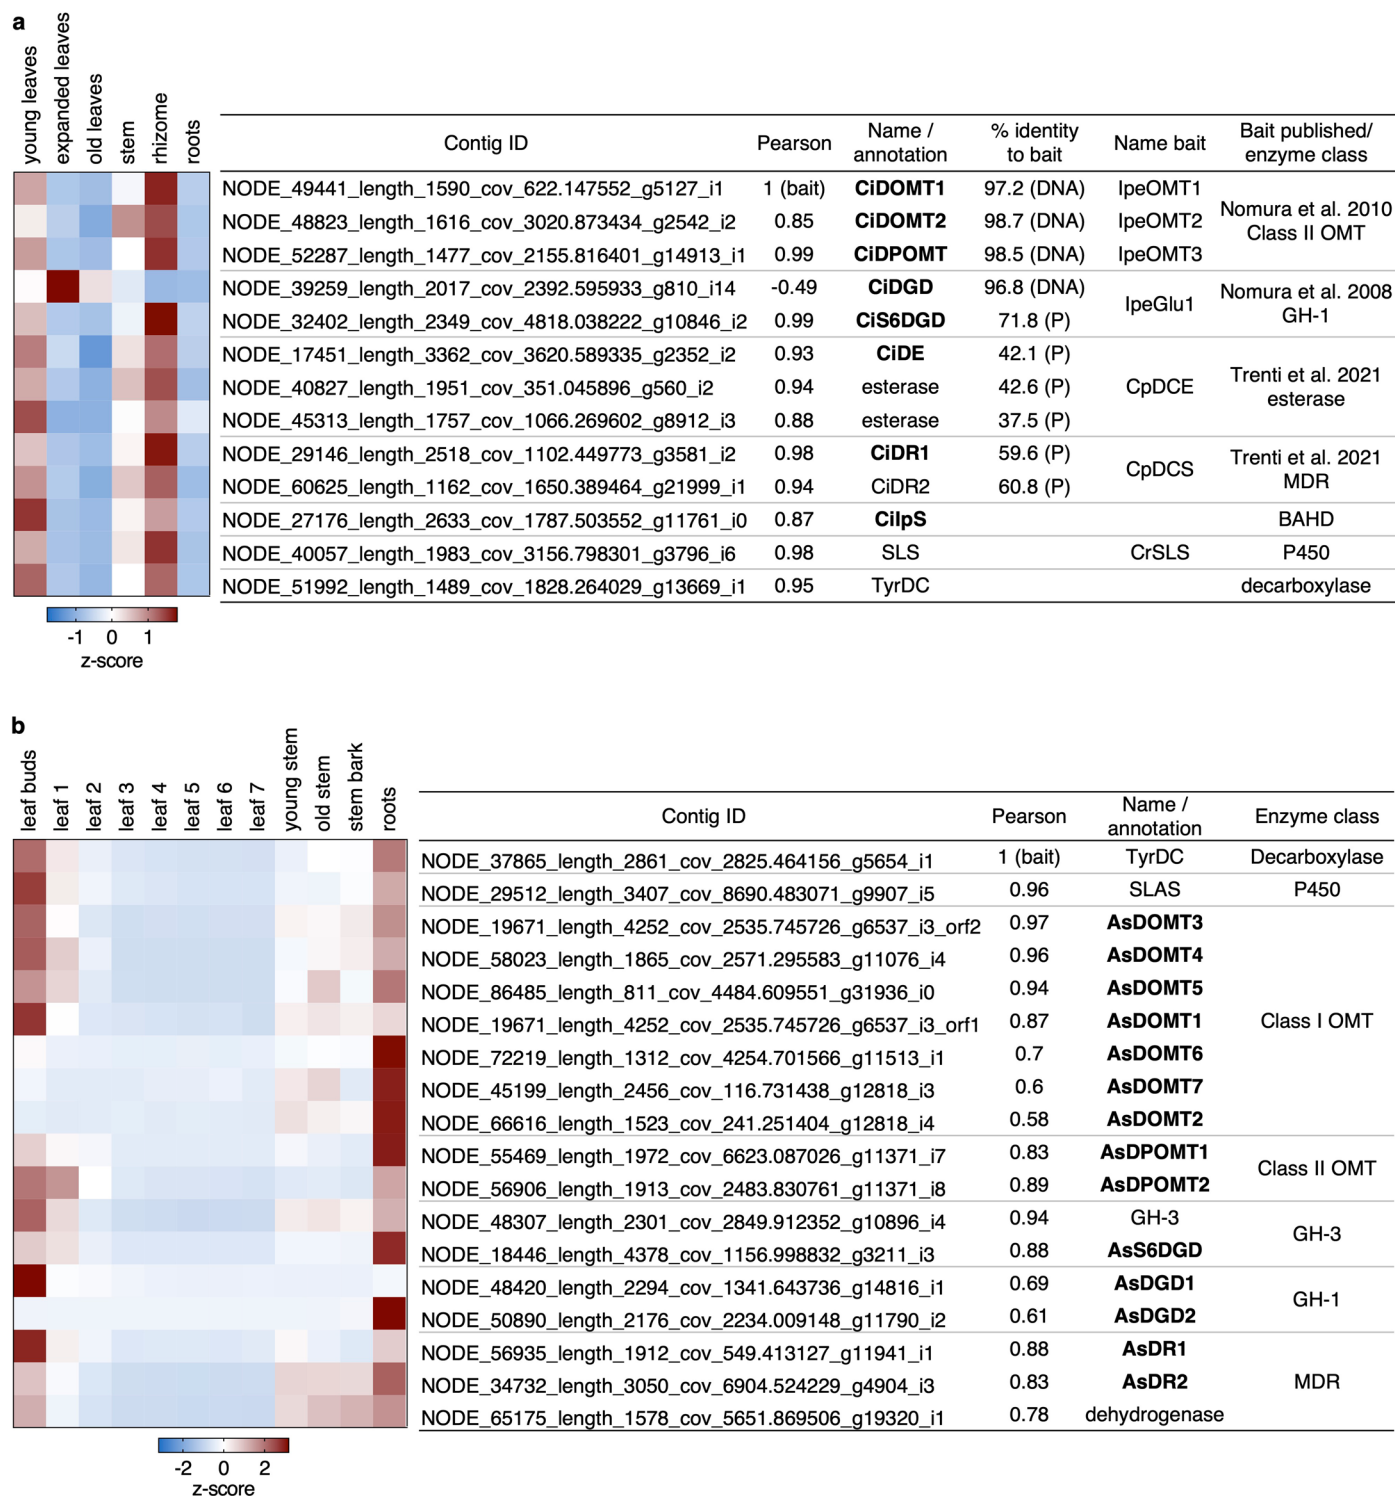 a
young leaves
expanded leaves
old leaves
stem
rhizome
roots
Contig ID Pearson Name / annotation % identity to bait Name bait Bait published/ enzyme class
NODE_49441_length_1590_cov_622.147552_g5127_i1 1 (bait) CiDOMT1 97.2 (DNA) IpeOMT1
Nomura et al. 2010
NODE_48823_length_1616_cov_3020.873434_g2542_i2 0.85 CiDOMT2 98.7 (DNA) IpeOMT2
Class II OMT
NODE_52287_length_1477_cov_2155.816401_g14913_i1 0.99 CiDPOMT 98.5 (DNA) IpeOMT3
NODE_39259_length_2017_cov_2392.595933_g810_i14 -0.49 CiDGD 96.8 (DNA)
IpeGlu1 Nomura et al. 2008
GH-1
NODE_32402_length_2349_cov_4818.038222_g10846_i2 0.99 CiS6DGD 71.8 (P)
NODE_17451_length_3362_cov_3620.589335_g2352_i2 0.93 CiDE 42.1 (P)
NODE_40827_length_1951_cov_351.045896_g560_i2 0.94 esterase 42.6 (P) CpDCE Trenti et al. 2021
esterase
NODE_45313_length_1757_cov_1066.269602_g8912_i3 0.88 esterase 37.5 (P)
NODE_29146_length_2518_cov_1102.449773_g3581_i2 0.98 CiDR1 59.6 (P)
CpDCS Trenti et al. 2021
MDR
NODE_60625_length_1162_cov_1650.389464_g21999_i1 0.94 CiDR2 60.8 (P)
NODE_27176_length_2633_cov_1787.503552_g11761_i0 0.87 CiIpS BAHD
NODE_40057_length_1983_cov_3156.798301_g3796_i6 0.98 SLS CrSLS P450
NODE_51992_length_1489_cov_1828.264029_g13669_i1 0.95 TyrDC decarboxylase
-1 0 1
z-score
b
leaf buds
leaf 1
leaf 2
leaf 3
leaf 4
leaf 5
leaf 6
leaf 7
young stem
old stem
stem bark
roots
Contig ID Pearson Name / annotation Enzyme class
NODE_37865_length_2861_cov_2825.464156_g5654_i1 1 (bait) TyrDC Decarboxylase
NODE_29512_length_3407_cov_8690.483071_g9907_i5 0.96 SLAS P450
NODE_19671_length_4252_cov_2535.745726_g6537_i3_orf2 0.97 AsDOMT3
NODE_58023_length_1865_cov_2571.295583_g11076_i4 0.96 AsDOMT4
NODE_86485_length_811_cov_4484.609551_g31936_i0 0.94 AsDOMT5
NODE_19671_length_4252_cov_2535.745726_g6537_i3_orf1 0.87 AsDOMT1 Class I OMT
NODE_72219_length_1312_cov_4254.701566_g11513_i1 0.7 AsDOMT6
NODE_45199_length_2456_cov_116.731438_g12818_i3 0.6 AsDOMT7
NODE_66616_length_1523_cov_241.251404_g12818_i4 0.58 AsDOMT2
NODE_55469_length_1972_cov_6623.087026_g11371_i7 0.83 AsDPOMT1
Class II OMT
NODE_56906_length_1913_cov_2483.830761_g11371_i8 0.89 AsDPOMT2
NODE_48307_length_2301_cov_2849.912352_g10896_i4 0.94 GH-3
GH-3
NODE_18446_length_4378_cov_1156.998832_g3211_i3 0.88 AsS6DGD
NODE_48420_length_2294_cov_1341.643736_g14816_i1 0.69 AsDGD1
GH-1
NODE_50890_length_2176_cov_2234.009148_g11790_i2 0.61 AsDGD2
NODE_56935_length_1912_cov_549.413127_g11941_i1 0.88 AsDR1
NODE_34732_length_3050_cov_6904.524229_g4904_i3 0.83 AsDR2 MDR
NODE_65175_length_1578_cov_5651.869506_g19320_i1 0.78 dehydrogenase
-2 0 2
z-score